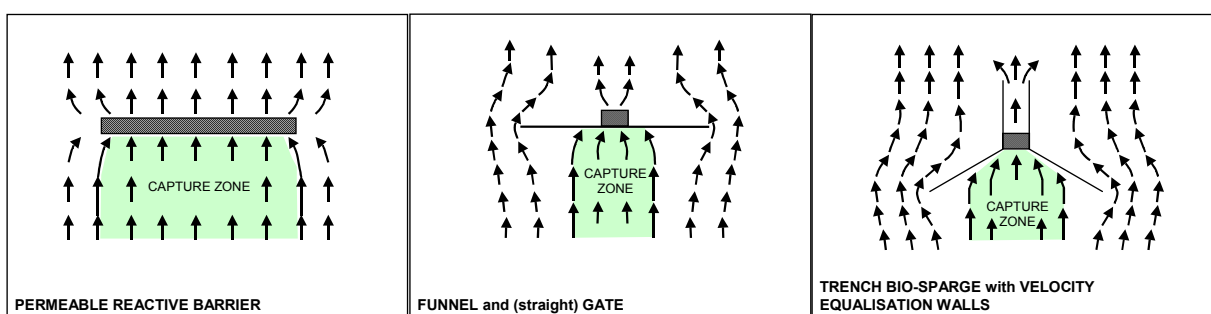 CAPTURE ZONE
PERMEABLE REACTIVE BARRIER
CAPTURE
ZONE
FUNNEL and (straight) GATE
CAPTURE
ZONE
TRENCH BIO-SPARGE with VELOCITY
EQUALISATION WALLS